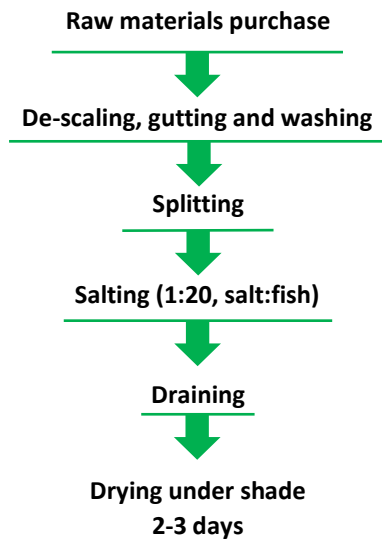 Raw materials purchase
De-scaling, gutting and washing
Splitting
Salting (1:20, salt:fish)
Draining
Drying under shade
2-3 days